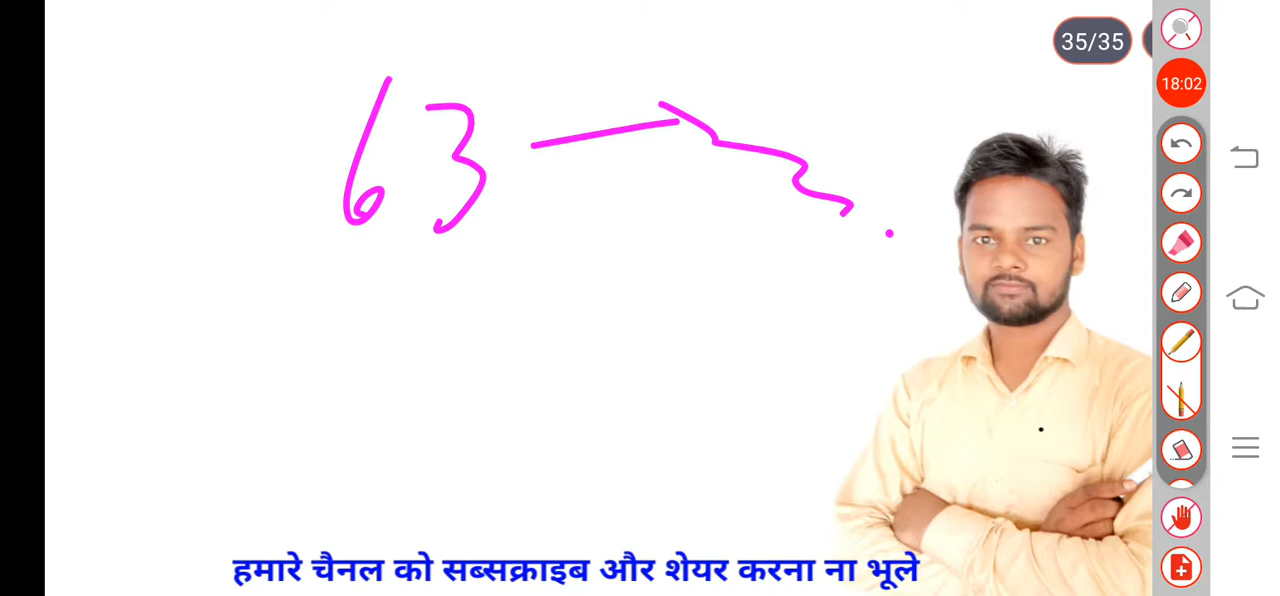 35/35
18:02
63
हमारे चैनल को सब्सक्राइब और शेयर करना ना भूले